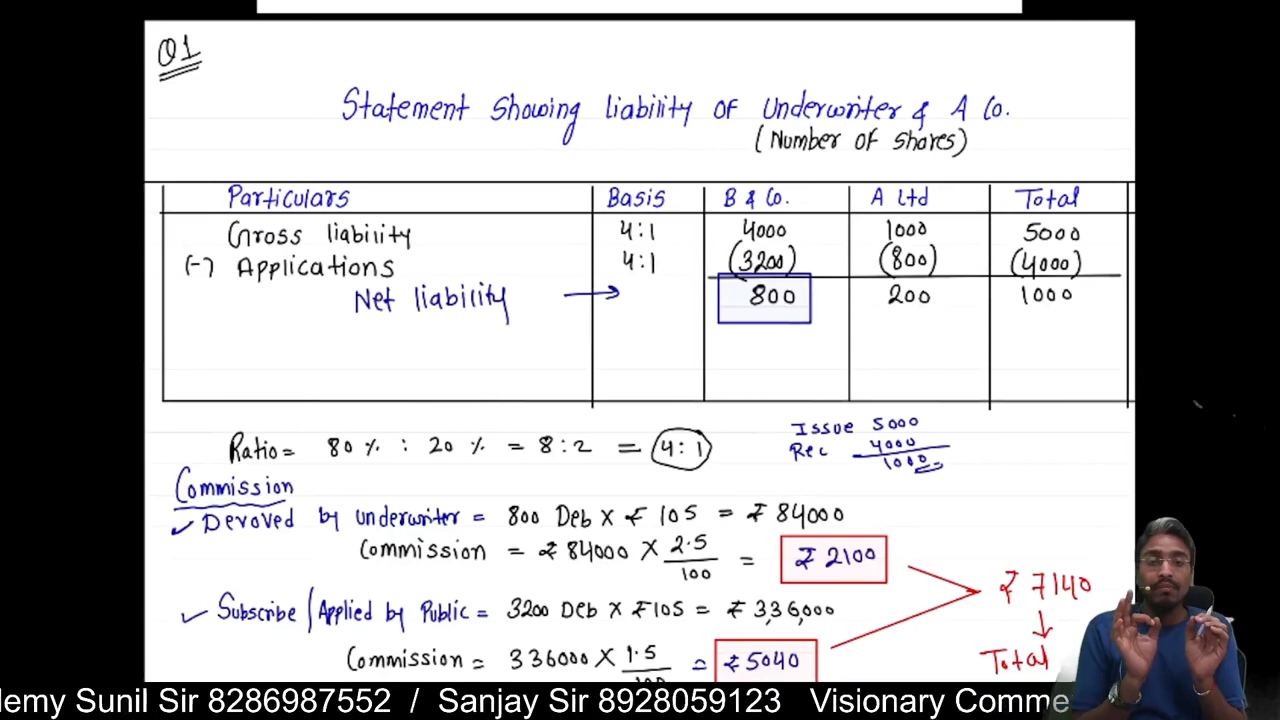 Q1
Statement Showing liability of Underwriter & A Co.
(Number of shares)
Particulars Basis B & Co. A Ltd Total
Gross liability 4:1 4000 1000 5000
(-) Applications 4:1 (3200) (800) (4000)
Net liability → 800 200 1000
Ratio = 80 % : 20 % = 8:2 = 4:1
Issue 5000
Rec 4000
1000
Commission
✓ Devoved by underwriter = 800 Deb X ₹ 105 = ₹ 84000
Commission = ₹ 84000 X 2.5/100 = ₹ 2100
✓ Subscribe/Applied by Public = 3200 Deb X ₹105 = ₹ 3,36,000
Commission = 336000 X 1.5/100 = ₹ 5040
₹ 7140
↓
Total
demy Sunil Sir 8286987552 / Sanjay Sir 8928059123 Visionary Comme